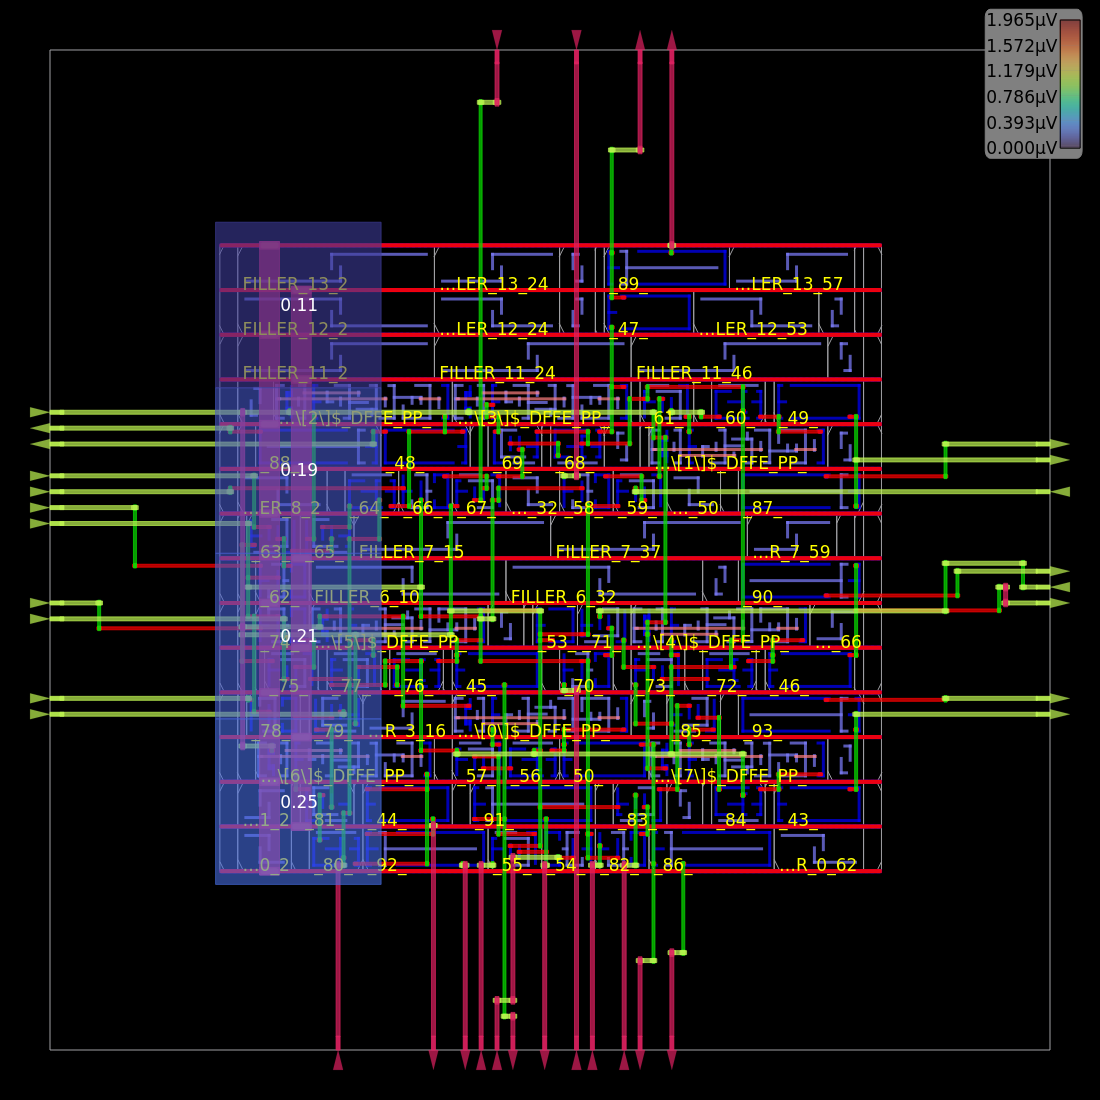 1.965µV
1.572µV
1.179µV
0.786µV
0.393µV
0.000µV
FILLER_13_2 ...LER_13_24 _89_ ...LER_13_57
0.11
FILLER_12_2 ...LER_12_24 _47_ ...LER_12_53
FILLER_11_2 FILLER_11_24 FILLER_11_46
...\[2\]$_DFFE_PP_ ...\[3\]$_DFFE_PP_ _61_ _60_ _49_
_88_ _48_ _69_ _68_ ...\[1\]$_DFFE_PP_
0.19
...ER_8_2 _64_ _66_ _67_ ..._32_ _58_ _59_ ..._50 _87_
_63_ _65_ FILLER_7_15 FILLER_7_37 ...R_7_59
_62_ FILLER_6_10 FILLER_6_32 _90_
0.21
_74_ ...\[5\]$_DFFE_PP_ _53_ _71_ ...\[4\]$_DFFE_PP_ ..._66
_75_ _77_ _76_ _45_ _70_ _73_ _72_ _46_
_78_ _79_ ...R_3_16 ...\[0\]$_DFFE_PP_ _85_ _93_
...\[6\]$_DFFE_PP_ _57_ _56_ _50_ ...\[7\]$_DFFE_PP_
0.25
...1_2 _81_ _44_ _91_ _83_ _84_ _43_
...0_2 _80_ _92_ _55_ _54_ _82_ _86_ ...R_0_62